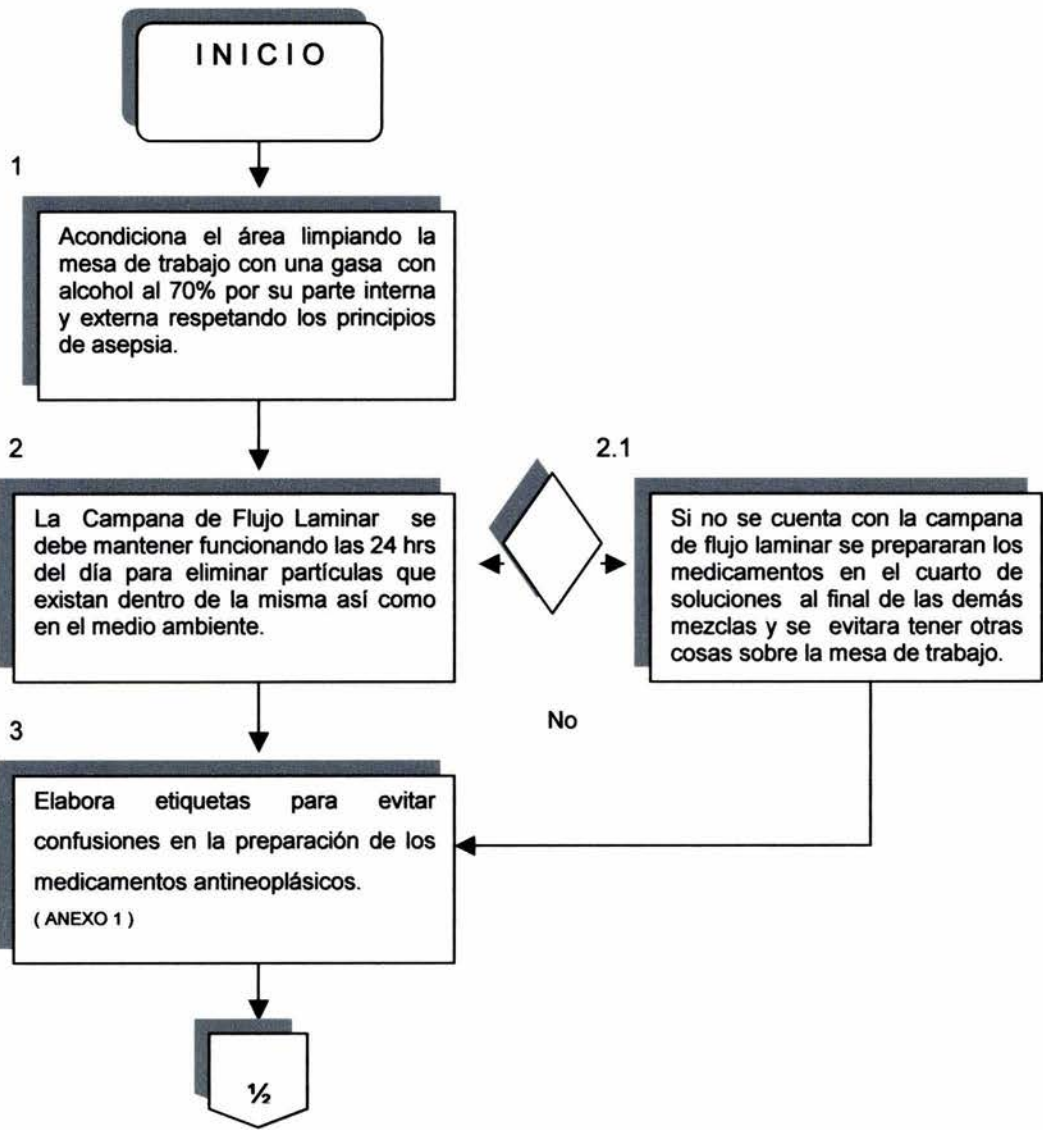 INICIO
1
Acondiciona el área limpiando la
mesa de trabajo con una gasa con
alcohol al 70% por su parte interna
y externa respetando los principios
de asepsia.
2
La Campana de Flujo Laminar se
debe mantener funcionando las 24 hrs
del día para eliminar partículas que
existan dentro de la misma así como
en el medio ambiente.
2.1
Si no se cuenta con la campana
de flujo laminar se prepararan los
medicamentos en el cuarto de
soluciones al final de las demás
mezclas y se evitara tener otras
cosas sobre la mesa de trabajo.
No
3
Elabora etiquetas para evitar
confusiones en la preparación de los
medicamentos antineoplásicos.
( ANEXO 1 )
½